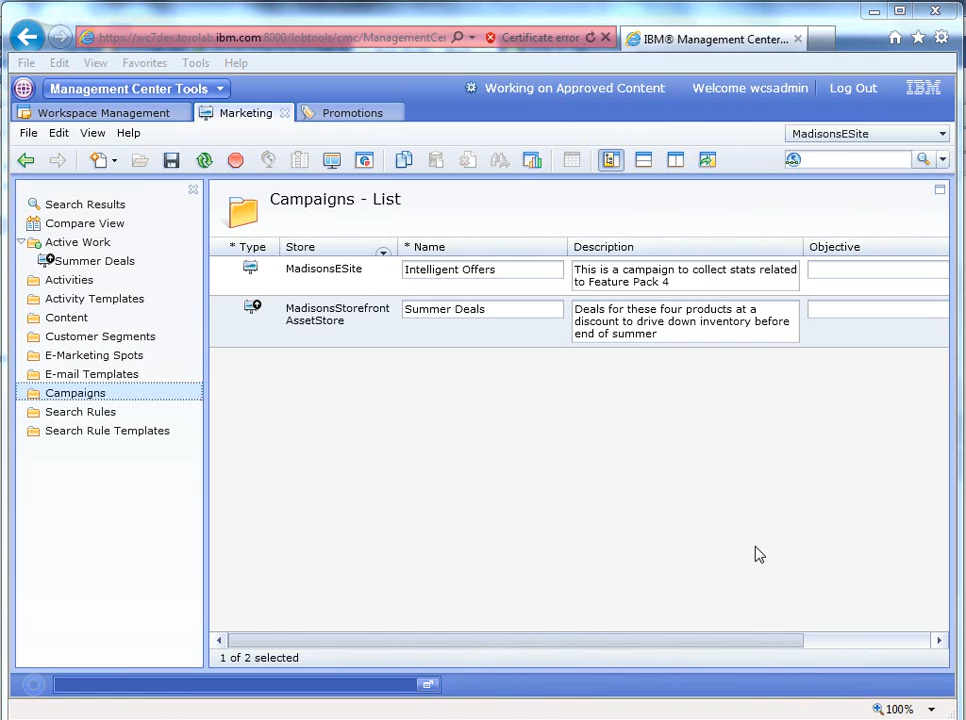 https://wc7dev.torolab.ibm.com:8000/lobtools/cmc/ManagementCer
Certificate error
IBM® Management Center...
File Edit View Favorites Tools Help
Management Center Tools
Working on Approved Content
Welcome wcsadmin
Log Out
IBM
Workspace Management
Marketing
Promotions
File Edit View Help
MadisonsESite
Search Results
Compare View
Active Work
Summer Deals
Activities
Activity Templates
Content
Customer Segments
E-Marketing Spots
E-mail Templates
Campaigns
Search Rules
Search Rule Templates
Campaigns - List
* Type Store * Name Description Objective
MadisonsESite
Intelligent Offers
This is a campaign to collect stats related
to Feature Pack 4
MadisonsStorefront
AssetStore
Summer Deals
Deals for these four products at a
discount to drive down inventory before
end of summer
1 of 2 selected
100%